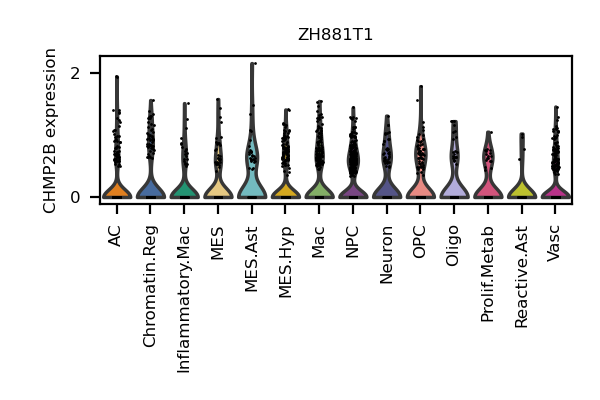 ZH881T1
CHMP2B expression
2
0
AC
Chromatin.Reg
Inflammatory.Mac
MES
MES.Ast
MES.Hyp
Mac
NPC
Neuron
OPC
Oligo
Prolif.Metab
Reactive.Ast
Vasc